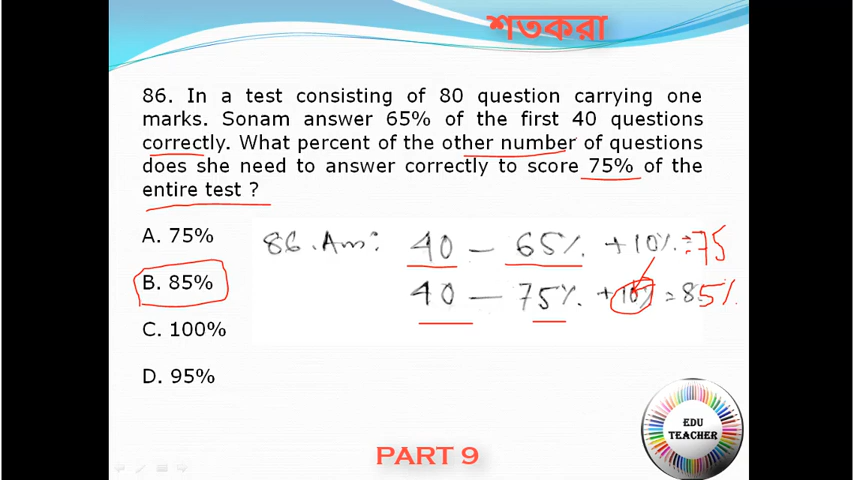 শতকরা
86. In a test consisting of 80 question carrying one
marks. Sonam answer 65% of the first 40 questions
correctly. What percent of the other number of questions
does she need to answer correctly to score 75% of the
entire test ?
A. 75%
86. Ans: 40 – 65% +10% = 75
B. 85%
40 – 75% +10% = 85%
C. 100%
D. 95%
EDU
TEACHER
PART 9